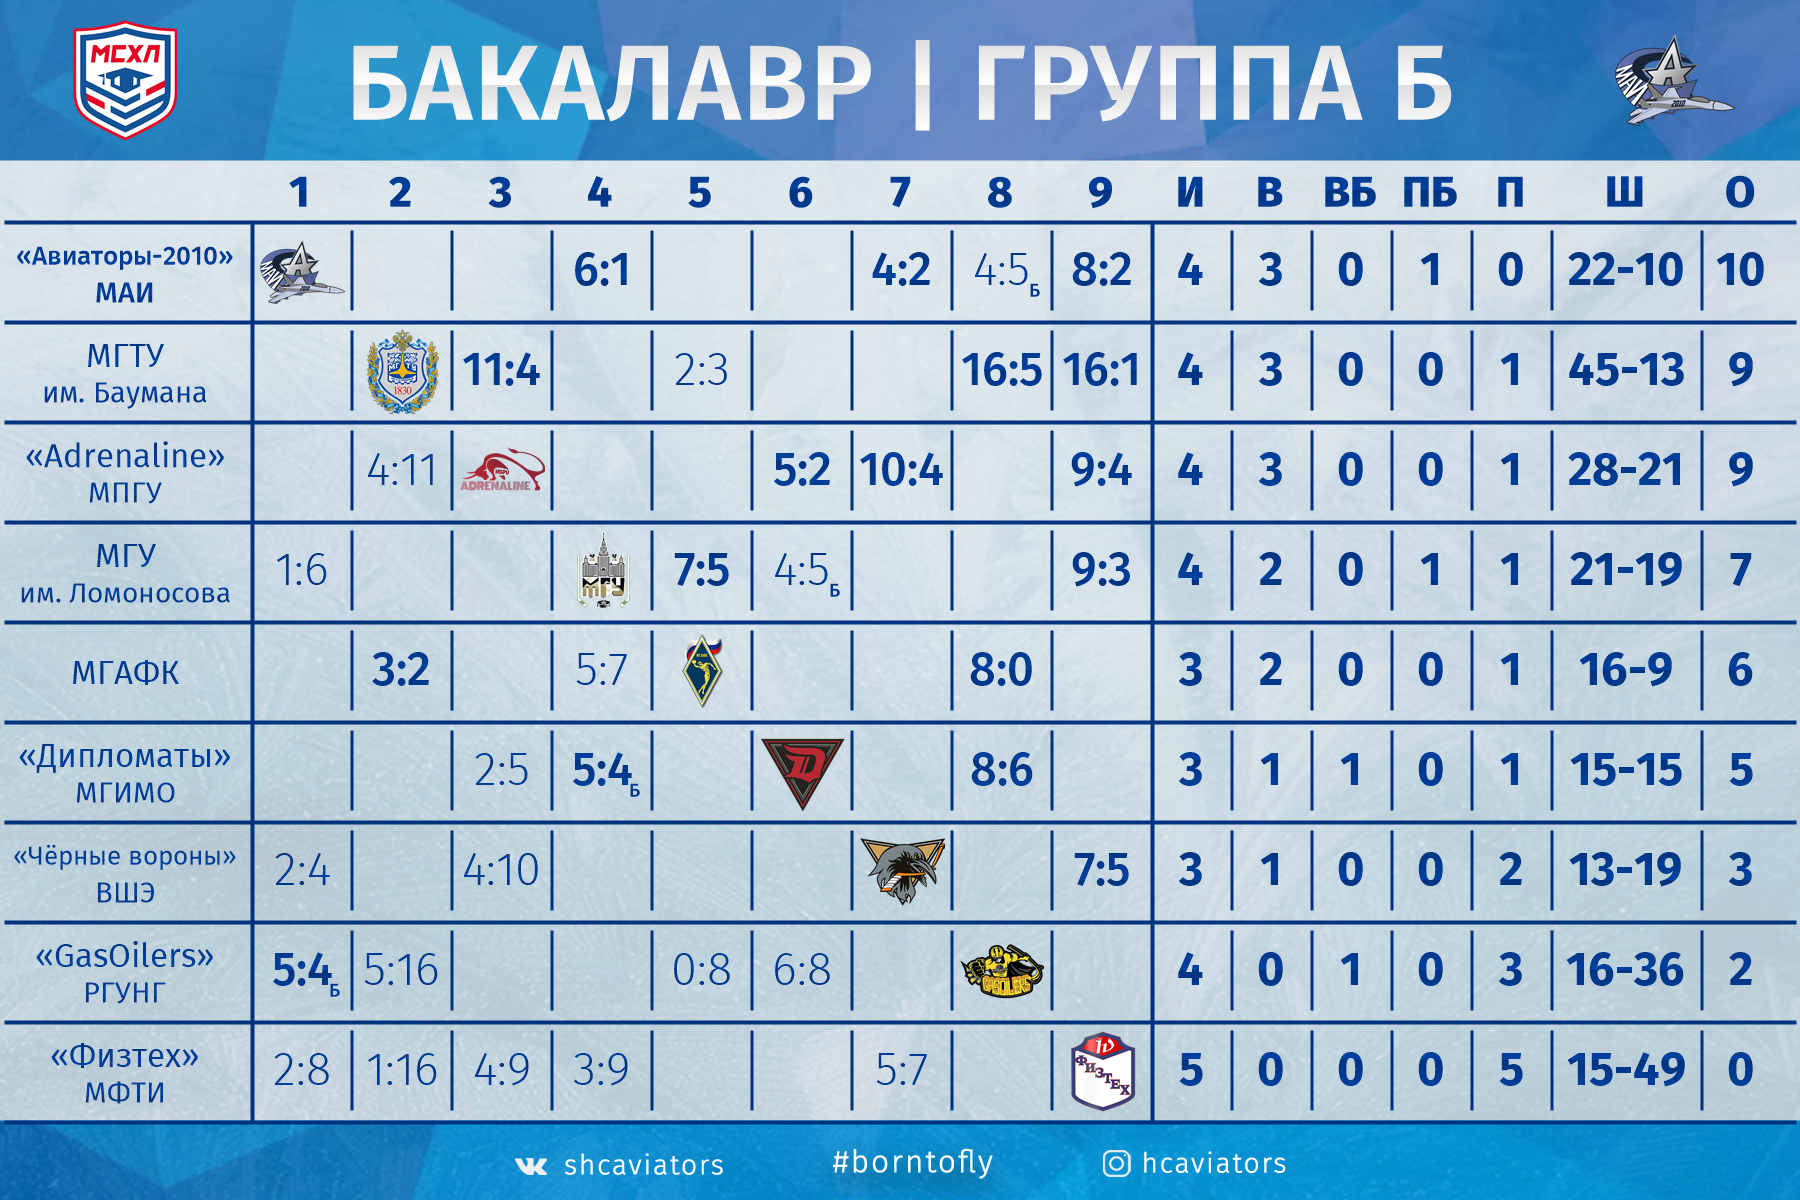 МСХЛ
БАКАЛАВР | ГРУППА Б
МАИ
2010
1 2 3 4 5 6 7 8 9 И В ВБ ПБ П Ш О
«Авиаторы-2010»
МАИ
6:1 4:2 4:5Б 8:2 4 3 0 1 0 22-10 10
МГТУ
им. Баумана
1830
11:4 2:3 16:5 16:1 4 3 0 0 1 45-13 9
«Adrenaline»
МПГУ
4:11 MSPU ADRENALINE 5:2 10:4 9:4 4 3 0 0 1 28-21 9
МГУ
им. Ломоносова
1:6 МГУ 7:5 4:5Б 9:3 4 2 0 1 1 21-19 7
МГАФК
3:2 5:7 8:0 3 2 0 0 1 16-9 6
«Дипломаты»
МГИМО
2:5 5:4Б D 8:6 3 1 1 0 1 15-15 5
«Чёрные вороны»
ВШЭ
2:4 4:10 7:5 3 1 0 0 2 13-19 3
«GasOilers»
РГУНГ
5:4Б 5:16 0:8 6:8 GASOILERS 4 0 1 0 3 16-36 2
«Физтех»
МФТИ
2:8 1:16 4:9 3:9 5:7 ФИЗТЕХ 5 0 0 0 5 15-49 0
shcaviators #borntofly hcaviators